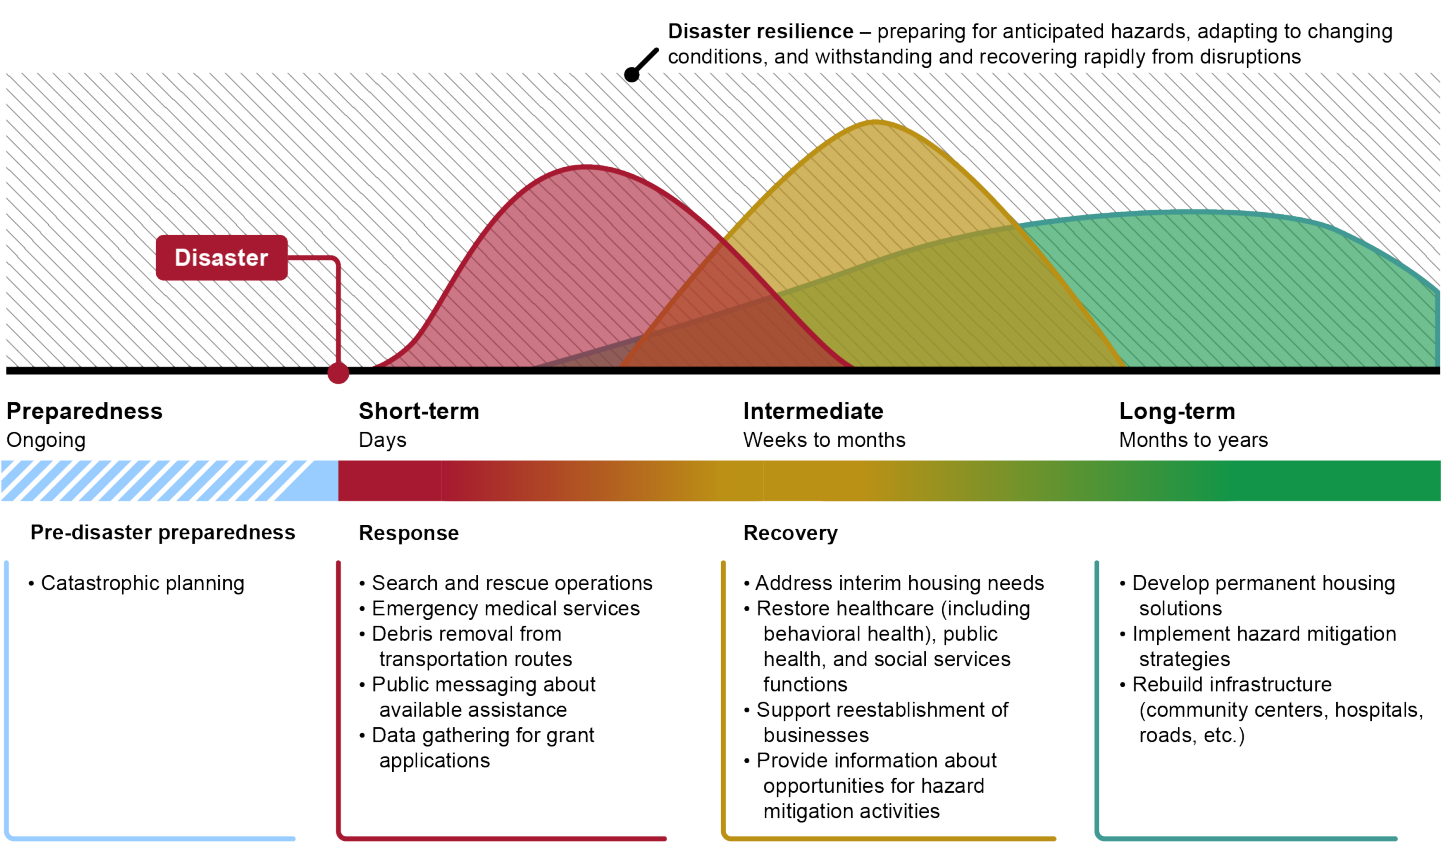 Disaster resilience – preparing for anticipated hazards, adapting to changing
conditions, and withstanding and recovering rapidly from disruptions
Disaster
Preparedness
Ongoing
Short-term
Days
Intermediate
Weeks to months
Long-term
Months to years
Pre-disaster preparedness
• Catastrophic planning
Response
• Search and rescue operations
• Emergency medical services
• Debris removal from
transportation routes
• Public messaging about
available assistance
• Data gathering for grant
applications
Recovery
• Address interim housing needs
• Restore healthcare (including
behavioral health), public
health, and social services
functions
• Support reestablishment of
businesses
• Provide information about
opportunities for hazard
mitigation activities
• Develop permanent housing
solutions
• Implement hazard mitigation
strategies
• Rebuild infrastructure
(community centers, hospitals,
roads, etc.)